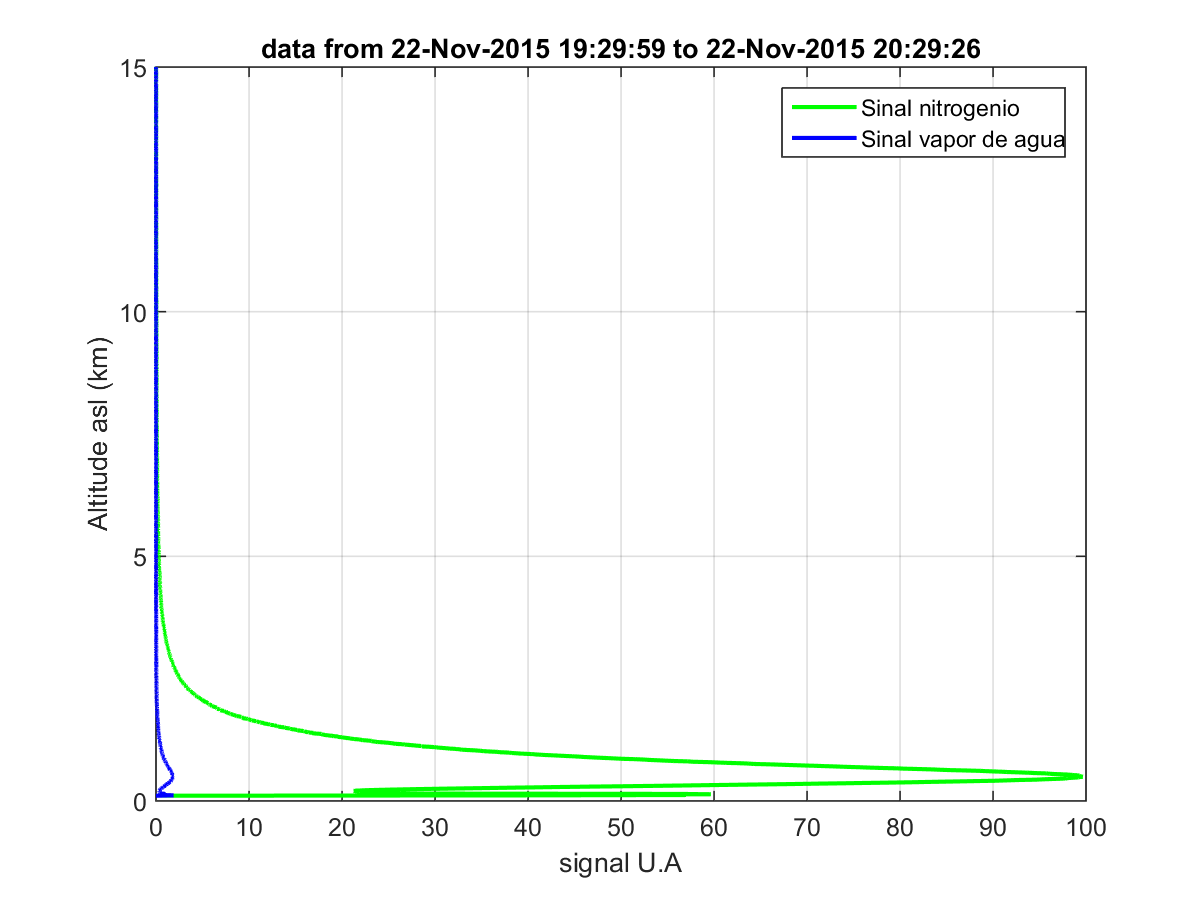 data from 22-Nov-2015 19:29:59 to 22-Nov-2015 20:29:26
Sinal nitrogenio
Sinal vapor de agua
15
10
5
0
Altitude asl (km)
0 10 20 30 40 50 60 70 80 90 100
signal U.A